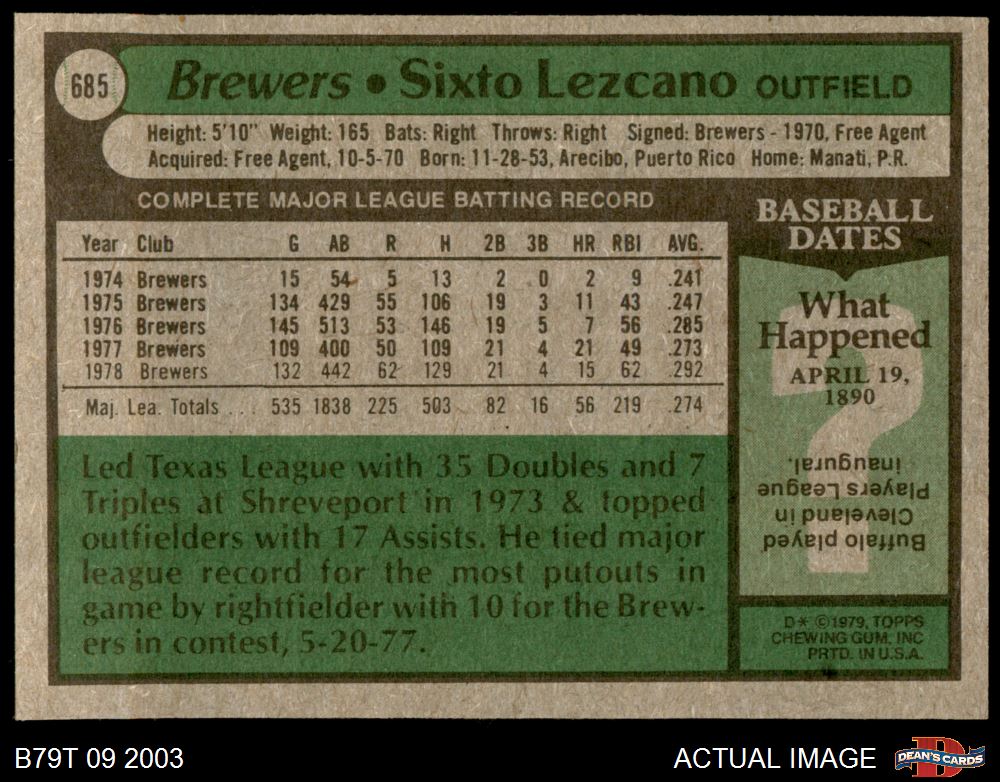 685
Brewers • Sixto Lezcano OUTFIELD
Height: 5'10" Weight: 165 Bats: Right Throws: Right Signed: Brewers - 1970, Free Agent
Acquired: Free Agent, 10-5-70 Born: 11-28-53, Arecibo, Puerto Rico Home: Manati, P.R.
COMPLETE MAJOR LEAGUE BATTING RECORD
Year Club G AB R H 2B 3B HR RBI AVG.
1974 Brewers 15 54 5 13 2 0 2 9 .241
1975 Brewers 134 429 55 106 19 3 11 43 .247
1976 Brewers 145 513 53 146 19 5 7 56 .285
1977 Brewers 109 400 50 109 21 4 21 49 .273
1978 Brewers 132 442 62 129 21 4 15 62 .292
Maj. Lea. Totals . . . 535 1838 225 503 82 16 56 219 .274
Led Texas League with 35 Doubles and 7
Triples at Shreveport in 1973 & topped
outfielders with 17 Assists. He tied major
league record for the most putouts in
game by rightfielder with 10 for the Brew-
ers in contest, 5-20-77.
BASEBALL
DATES
What
Happened
APRIL 19,
1890
?
Buffalo played
Cleveland in
Players League
inaugural.
D* ©1979, TOPPS
CHEWING GUM, INC
PRTD. IN U.S.A.
B79T 09 2003
ACTUAL IMAGE
D
DEAN'S CARDS